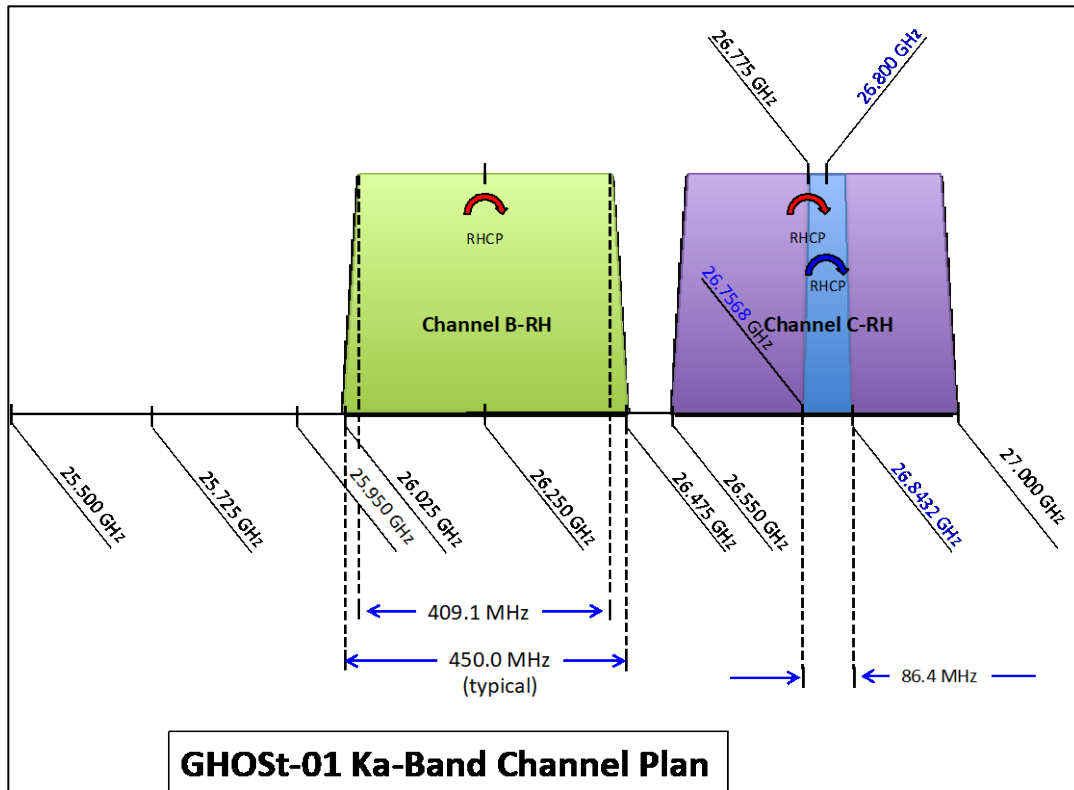 26.775 GHz
26.800 GHz
RHCP
RHCP
RHCP
26.7568 GHz
Channel B-RH
Channel C-RH
25.500 GHz
25.725 GHz
25.950 GHz
26.025 GHz
26.250 GHz
26.475 GHz
26.550 GHz
26.8432 GHz
27.000 GHz
409.1 MHz
450.0 MHz
(typical)
86.4 MHz
GHOSt-01 Ka-Band Channel Plan